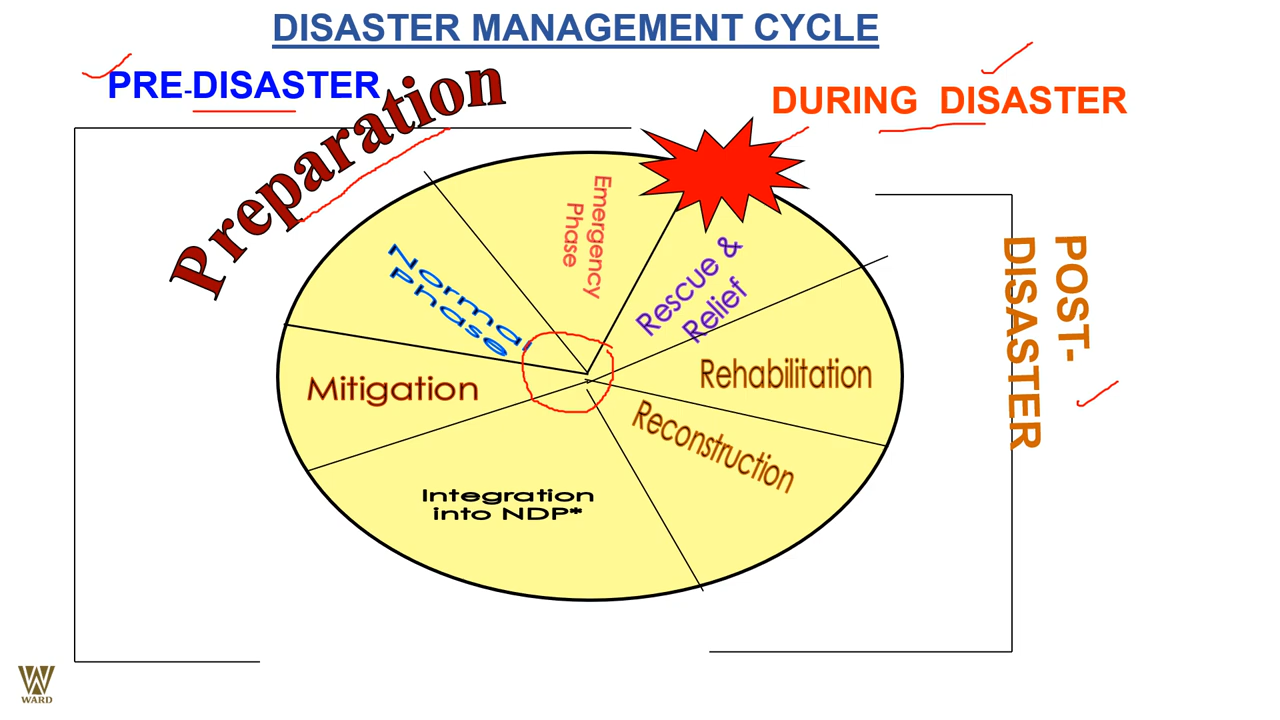 DISASTER MANAGEMENT CYCLE
PRE-DISASTER
DURING DISASTER
Preparation
Emergency
Phase
Normal
Phase
Rescue &
Relief
Rehabilitation
Reconstruction
Mitigation
Integration
into NDP*
POST-
DISASTER
WARD